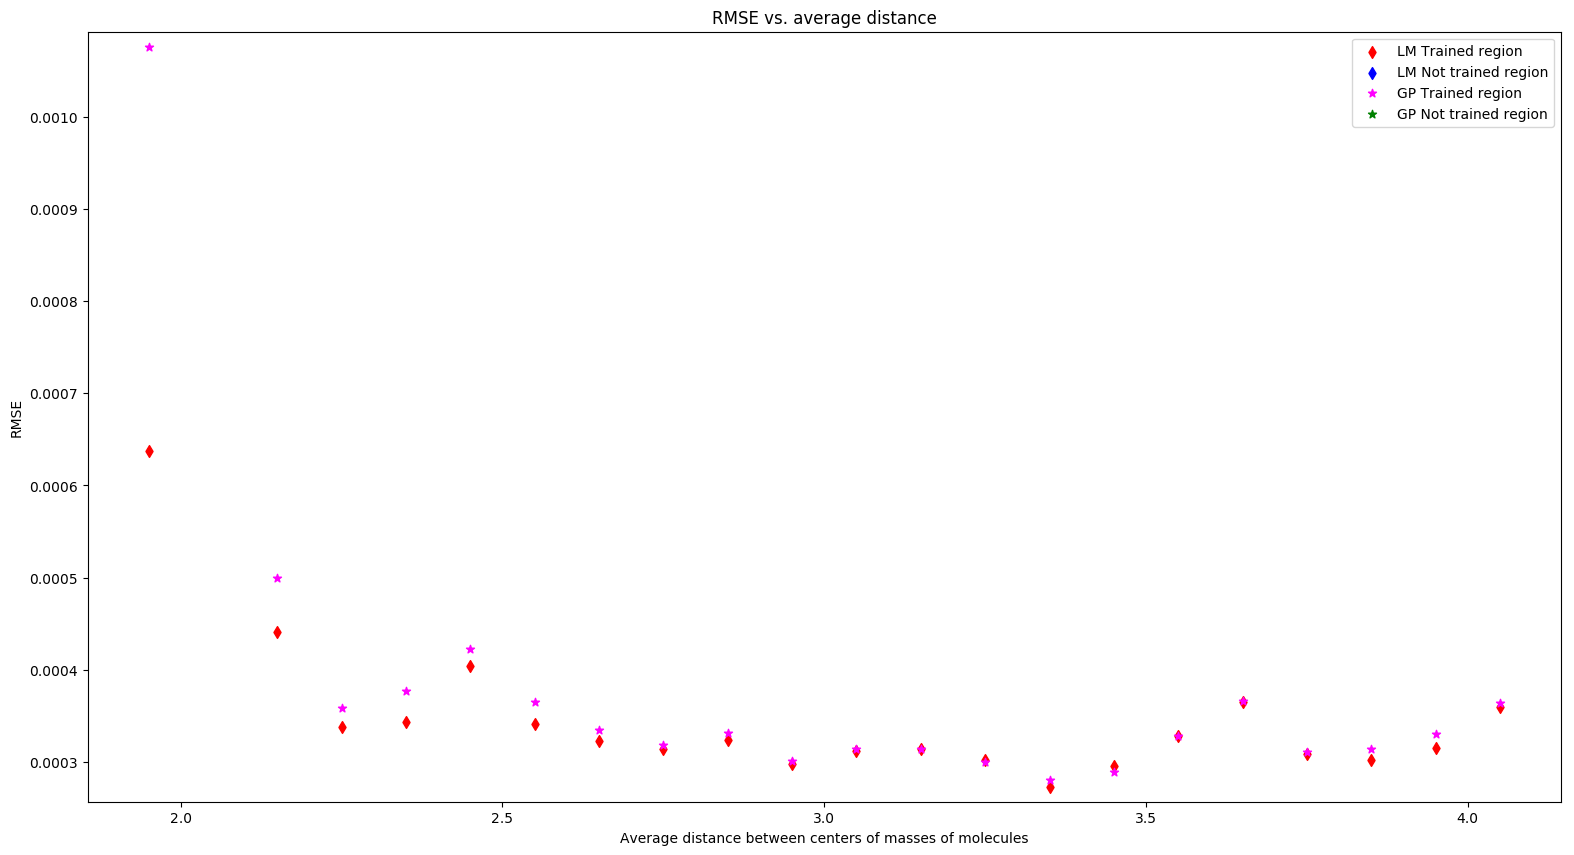 RMSE vs. average distance
LM Trained region
LM Not trained region
GP Trained region
GP Not trained region
0.0010
0.0009
0.0008
0.0007
0.0006
0.0005
0.0004
0.0003
RMSE
2.0 2.5 3.0 3.5 4.0
Average distance between centers of masses of molecules